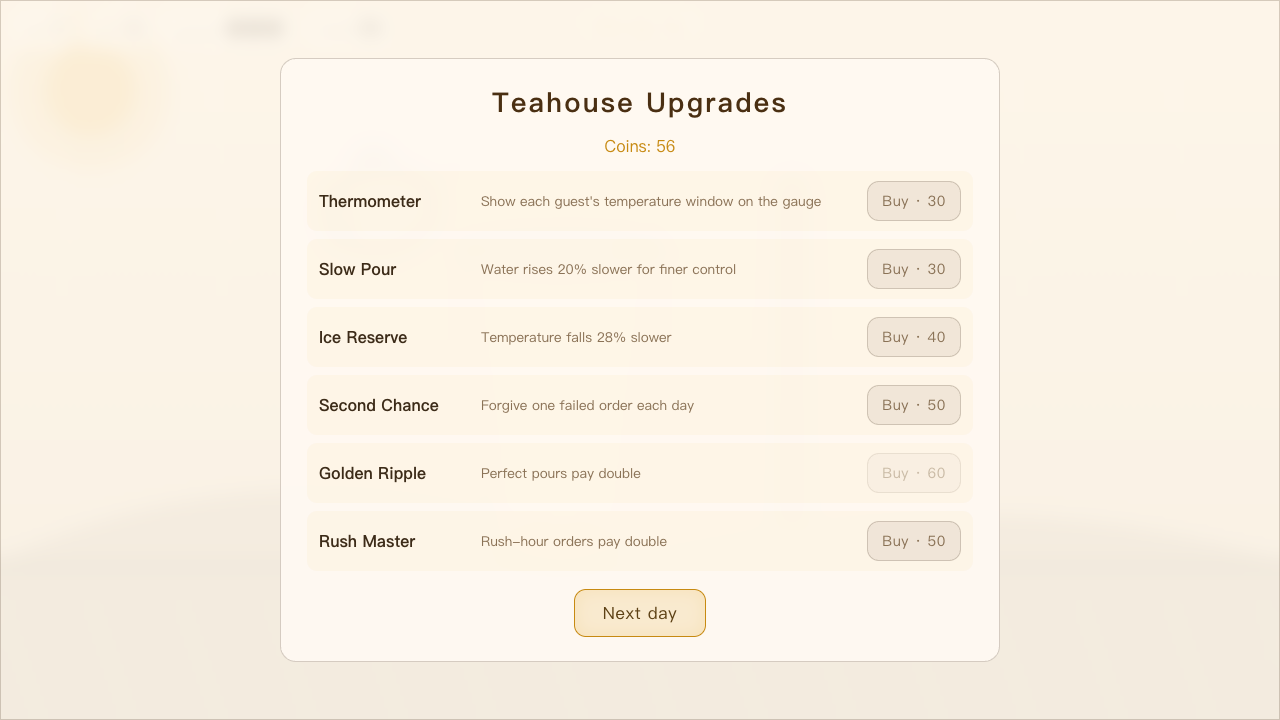 Teahouse Upgrades
Coins: 56
Thermometer Show each guest's temperature window on the gauge Buy · 30
Slow Pour Water rises 20% slower for finer control Buy · 30
Ice Reserve Temperature falls 28% slower Buy · 40
Second Chance Forgive one failed order each day Buy · 50
Golden Ripple Perfect pours pay double Buy · 60
Rush Master Rush-hour orders pay double Buy · 50
Next day